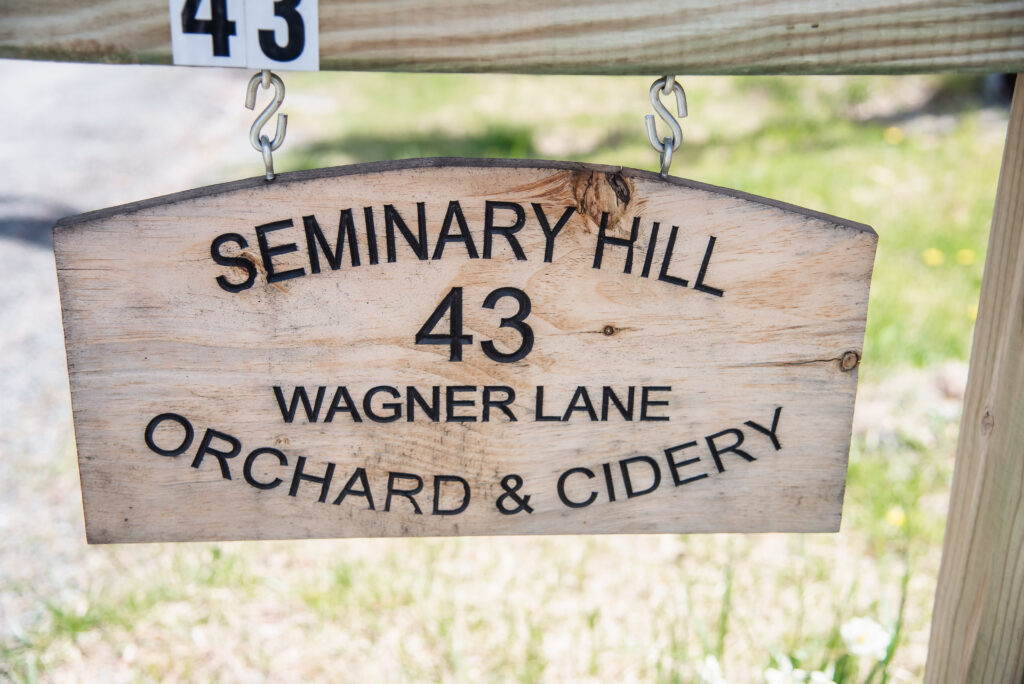 43
SEMINARY HILL
43
WAGNER LANE
ORCHARD & CIDERY